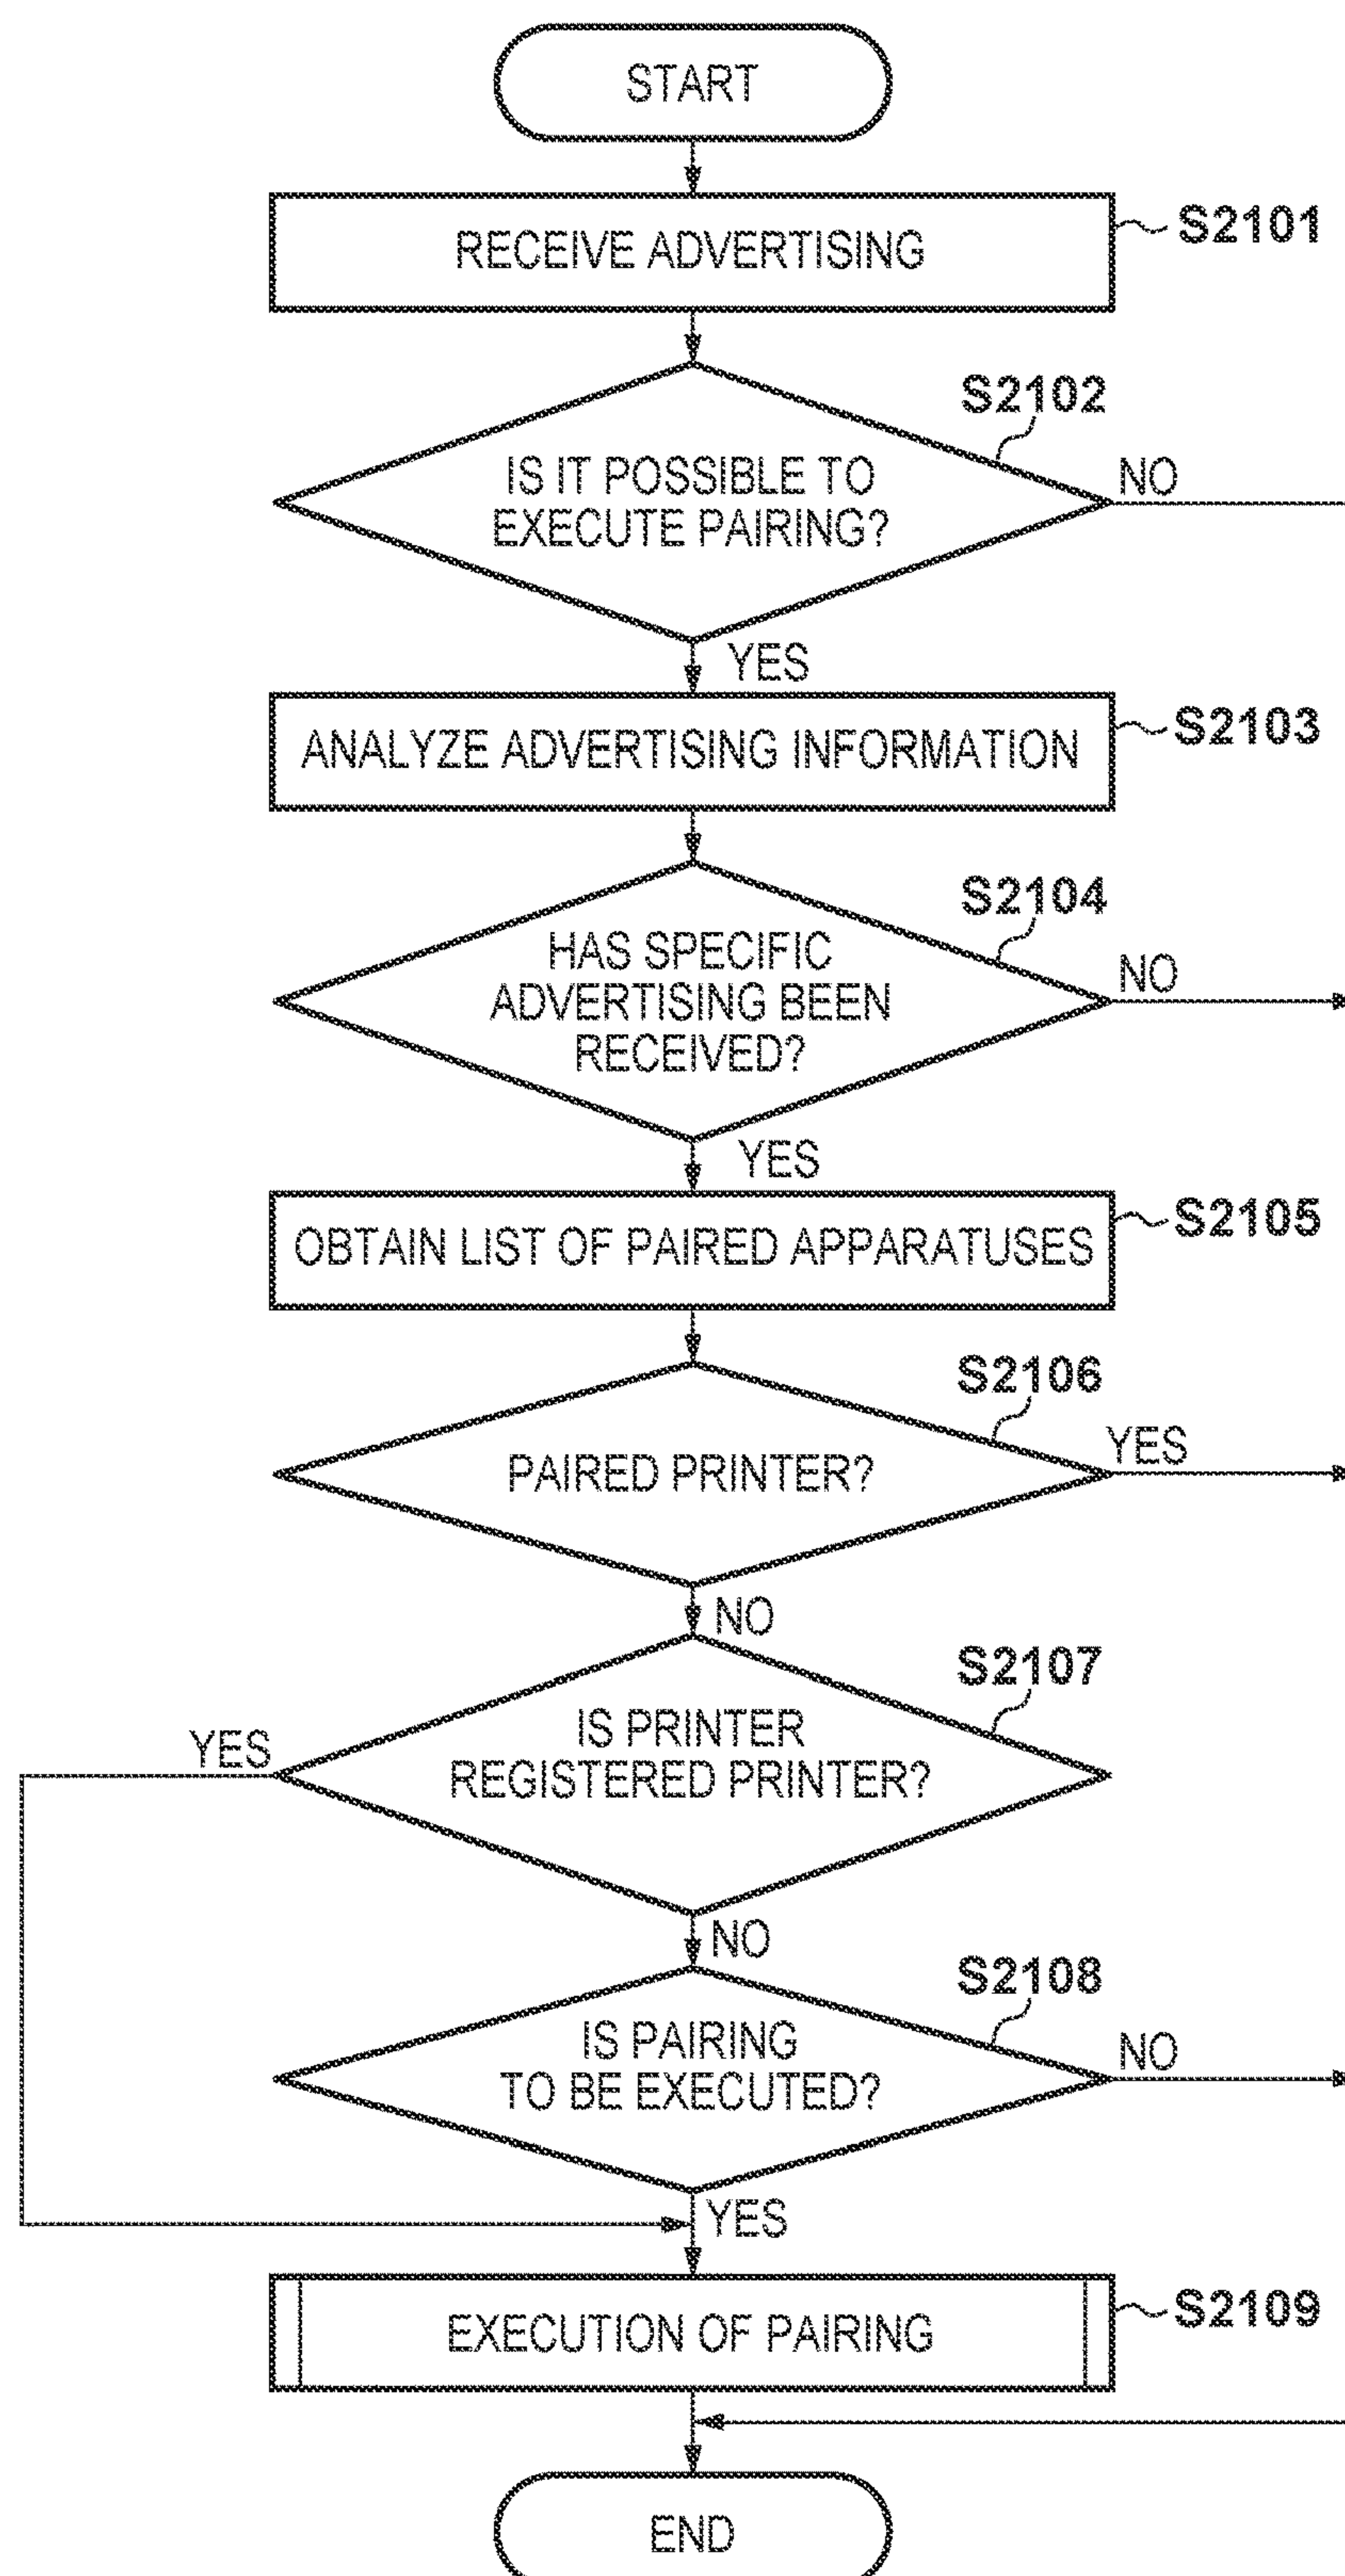 START
RECEIVE ADVERTISING
S2101
S2102
IS IT POSSIBLE TO
EXECUTE PAIRING?
NO
YES
ANALYZE ADVERTISING INFORMATION
S2103
S2104
HAS SPECIFIC
ADVERTISING BEEN
RECEIVED?
NO
YES
OBTAIN LIST OF PAIRED APPARATUSES
S2105
S2106
PAIRED PRINTER?
YES
NO
S2107
IS PRINTER
REGISTERED PRINTER?
YES
NO
S2108
IS PAIRING
TO BE EXECUTED?
NO
YES
EXECUTION OF PAIRING
S2109
END